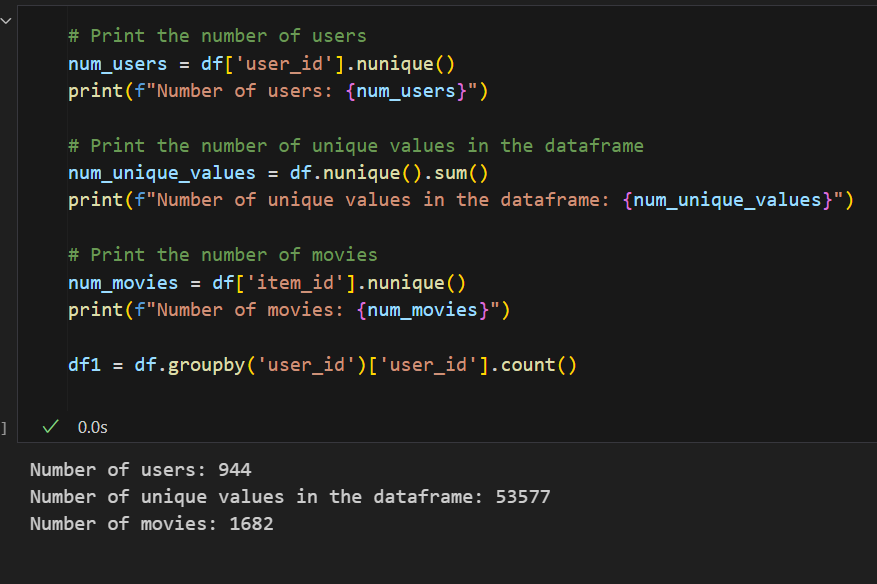 # Print the number of users
num_users = df['user_id'].nunique()
print(f"Number of users: {num_users}")
# Print the number of unique values in the dataframe
num_unique_values = df.nunique().sum()
print(f"Number of unique values in the dataframe: {num_unique_values}")
# Print the number of movies
num_movies = df['item_id'].nunique()
print(f"Number of movies: {num_movies}")
df1 = df.groupby('user_id')['user_id'].count()
] ✓ 0.0s
Number of users: 944
Number of unique values in the dataframe: 53577
Number of movies: 1682